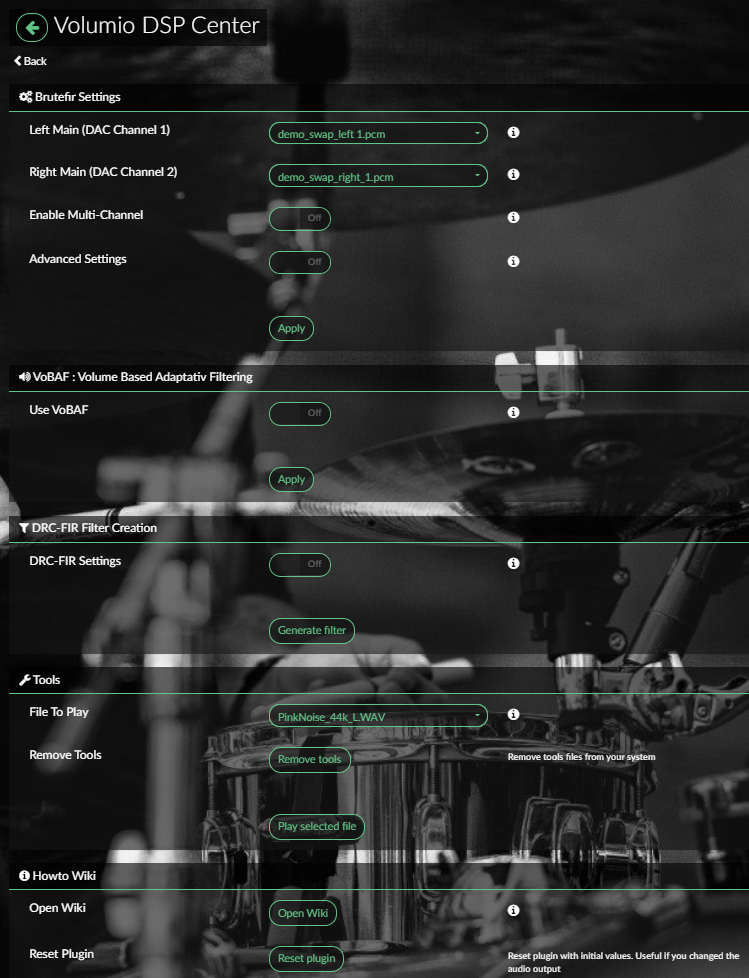 Volumio DSP Center
Back
Brutefir Settings
Left Main (DAC Channel 1)
demo_swap_left 1.pcm
Right Main (DAC Channel 2)
demo_swap_right_1.pcm
Enable Multi-Channel
Off
Advanced Settings
Off
Apply
VoBAF : Volume Based Adaptativ Filtering
Use VoBAF
Off
Apply
DRC-FIR Filter Creation
DRC-FIR Settings
Off
Generate filter
Tools
File To Play
PinkNoise_44k_L.WAV
Remove Tools
Remove tools
Remove tools files from your system
Play selected file
Howto Wiki
Open Wiki
Open Wiki
Reset Plugin
Reset plugin
Reset plugin with initial values. Useful if you changed the
audio output